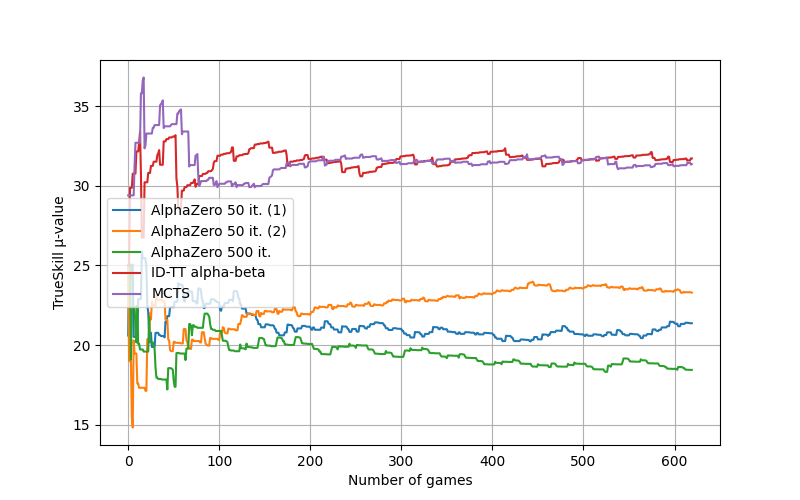 35
30
25
20
15
TrueSkill μ-value
AlphaZero 50 it. (1)
AlphaZero 50 it. (2)
AlphaZero 500 it.
ID-TT alpha-beta
MCTS
0 100 200 300 400 500 600
Number of games